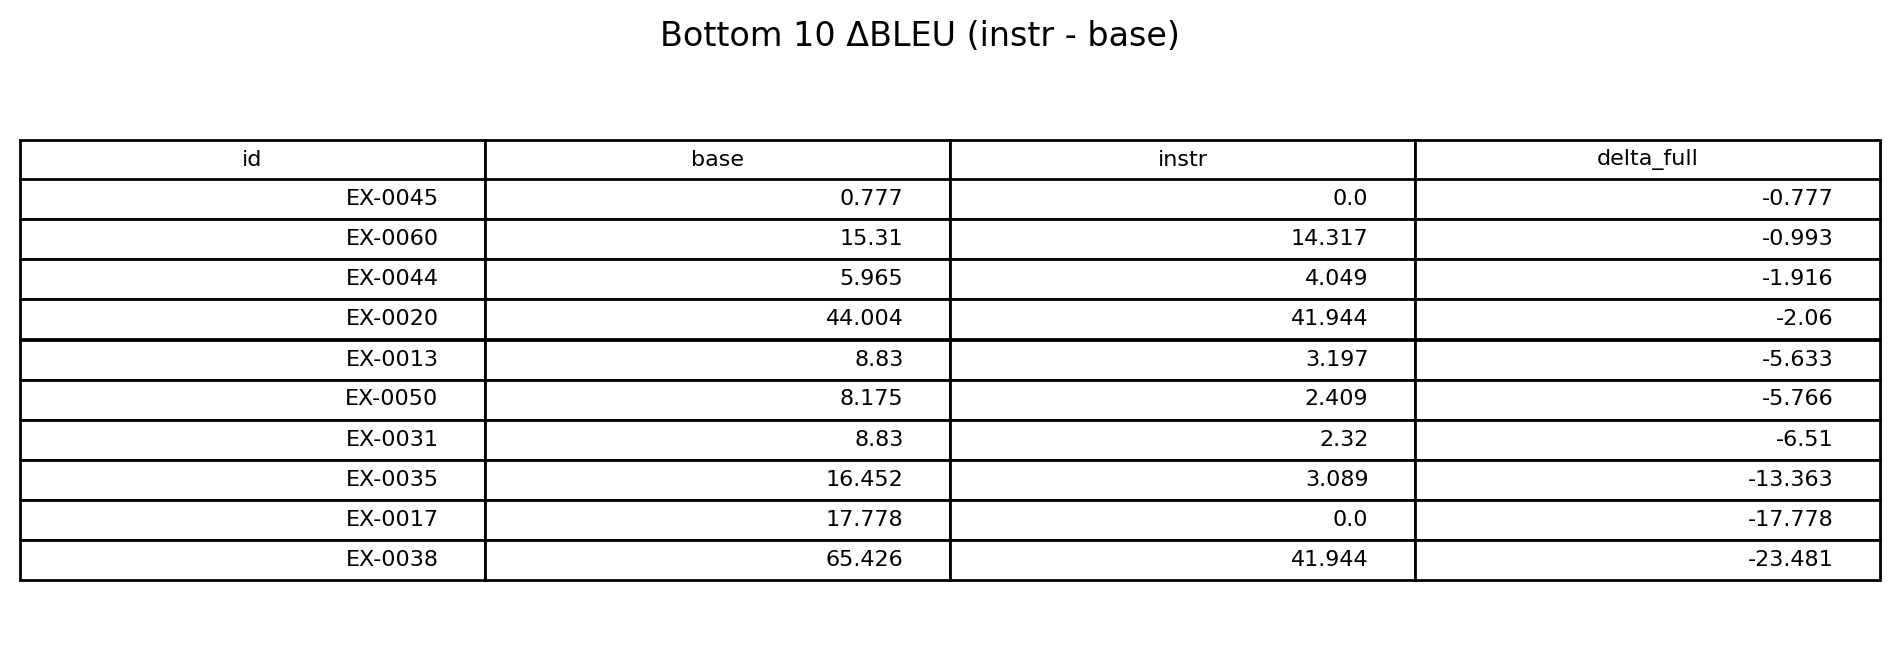 Bottom 10 ΔBLEU (instr - base)
id base instr delta_full
EX-0045 0.777 0.0 -0.777
EX-0060 15.31 14.317 -0.993
EX-0044 5.965 4.049 -1.916
EX-0020 44.004 41.944 -2.06
EX-0013 8.83 3.197 -5.633
EX-0050 8.175 2.409 -5.766
EX-0031 8.83 2.32 -6.51
EX-0035 16.452 3.089 -13.363
EX-0017 17.778 0.0 -17.778
EX-0038 65.426 41.944 -23.481